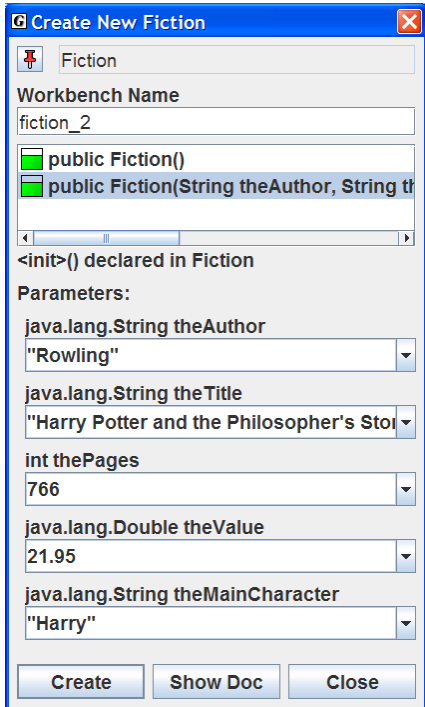 G Create New Fiction
Fiction
Workbench Name
fiction_2
public Fiction()
public Fiction(String theAuthor, String th
<init>() declared in Fiction
Parameters:
java.lang.String theAuthor
"Rowling"
java.lang.String theTitle
"Harry Potter and the Philosopher's Ston
int thePages
766
java.lang.Double theValue
21.95
java.lang.String theMainCharacter
"Harry"
Create Show Doc Close